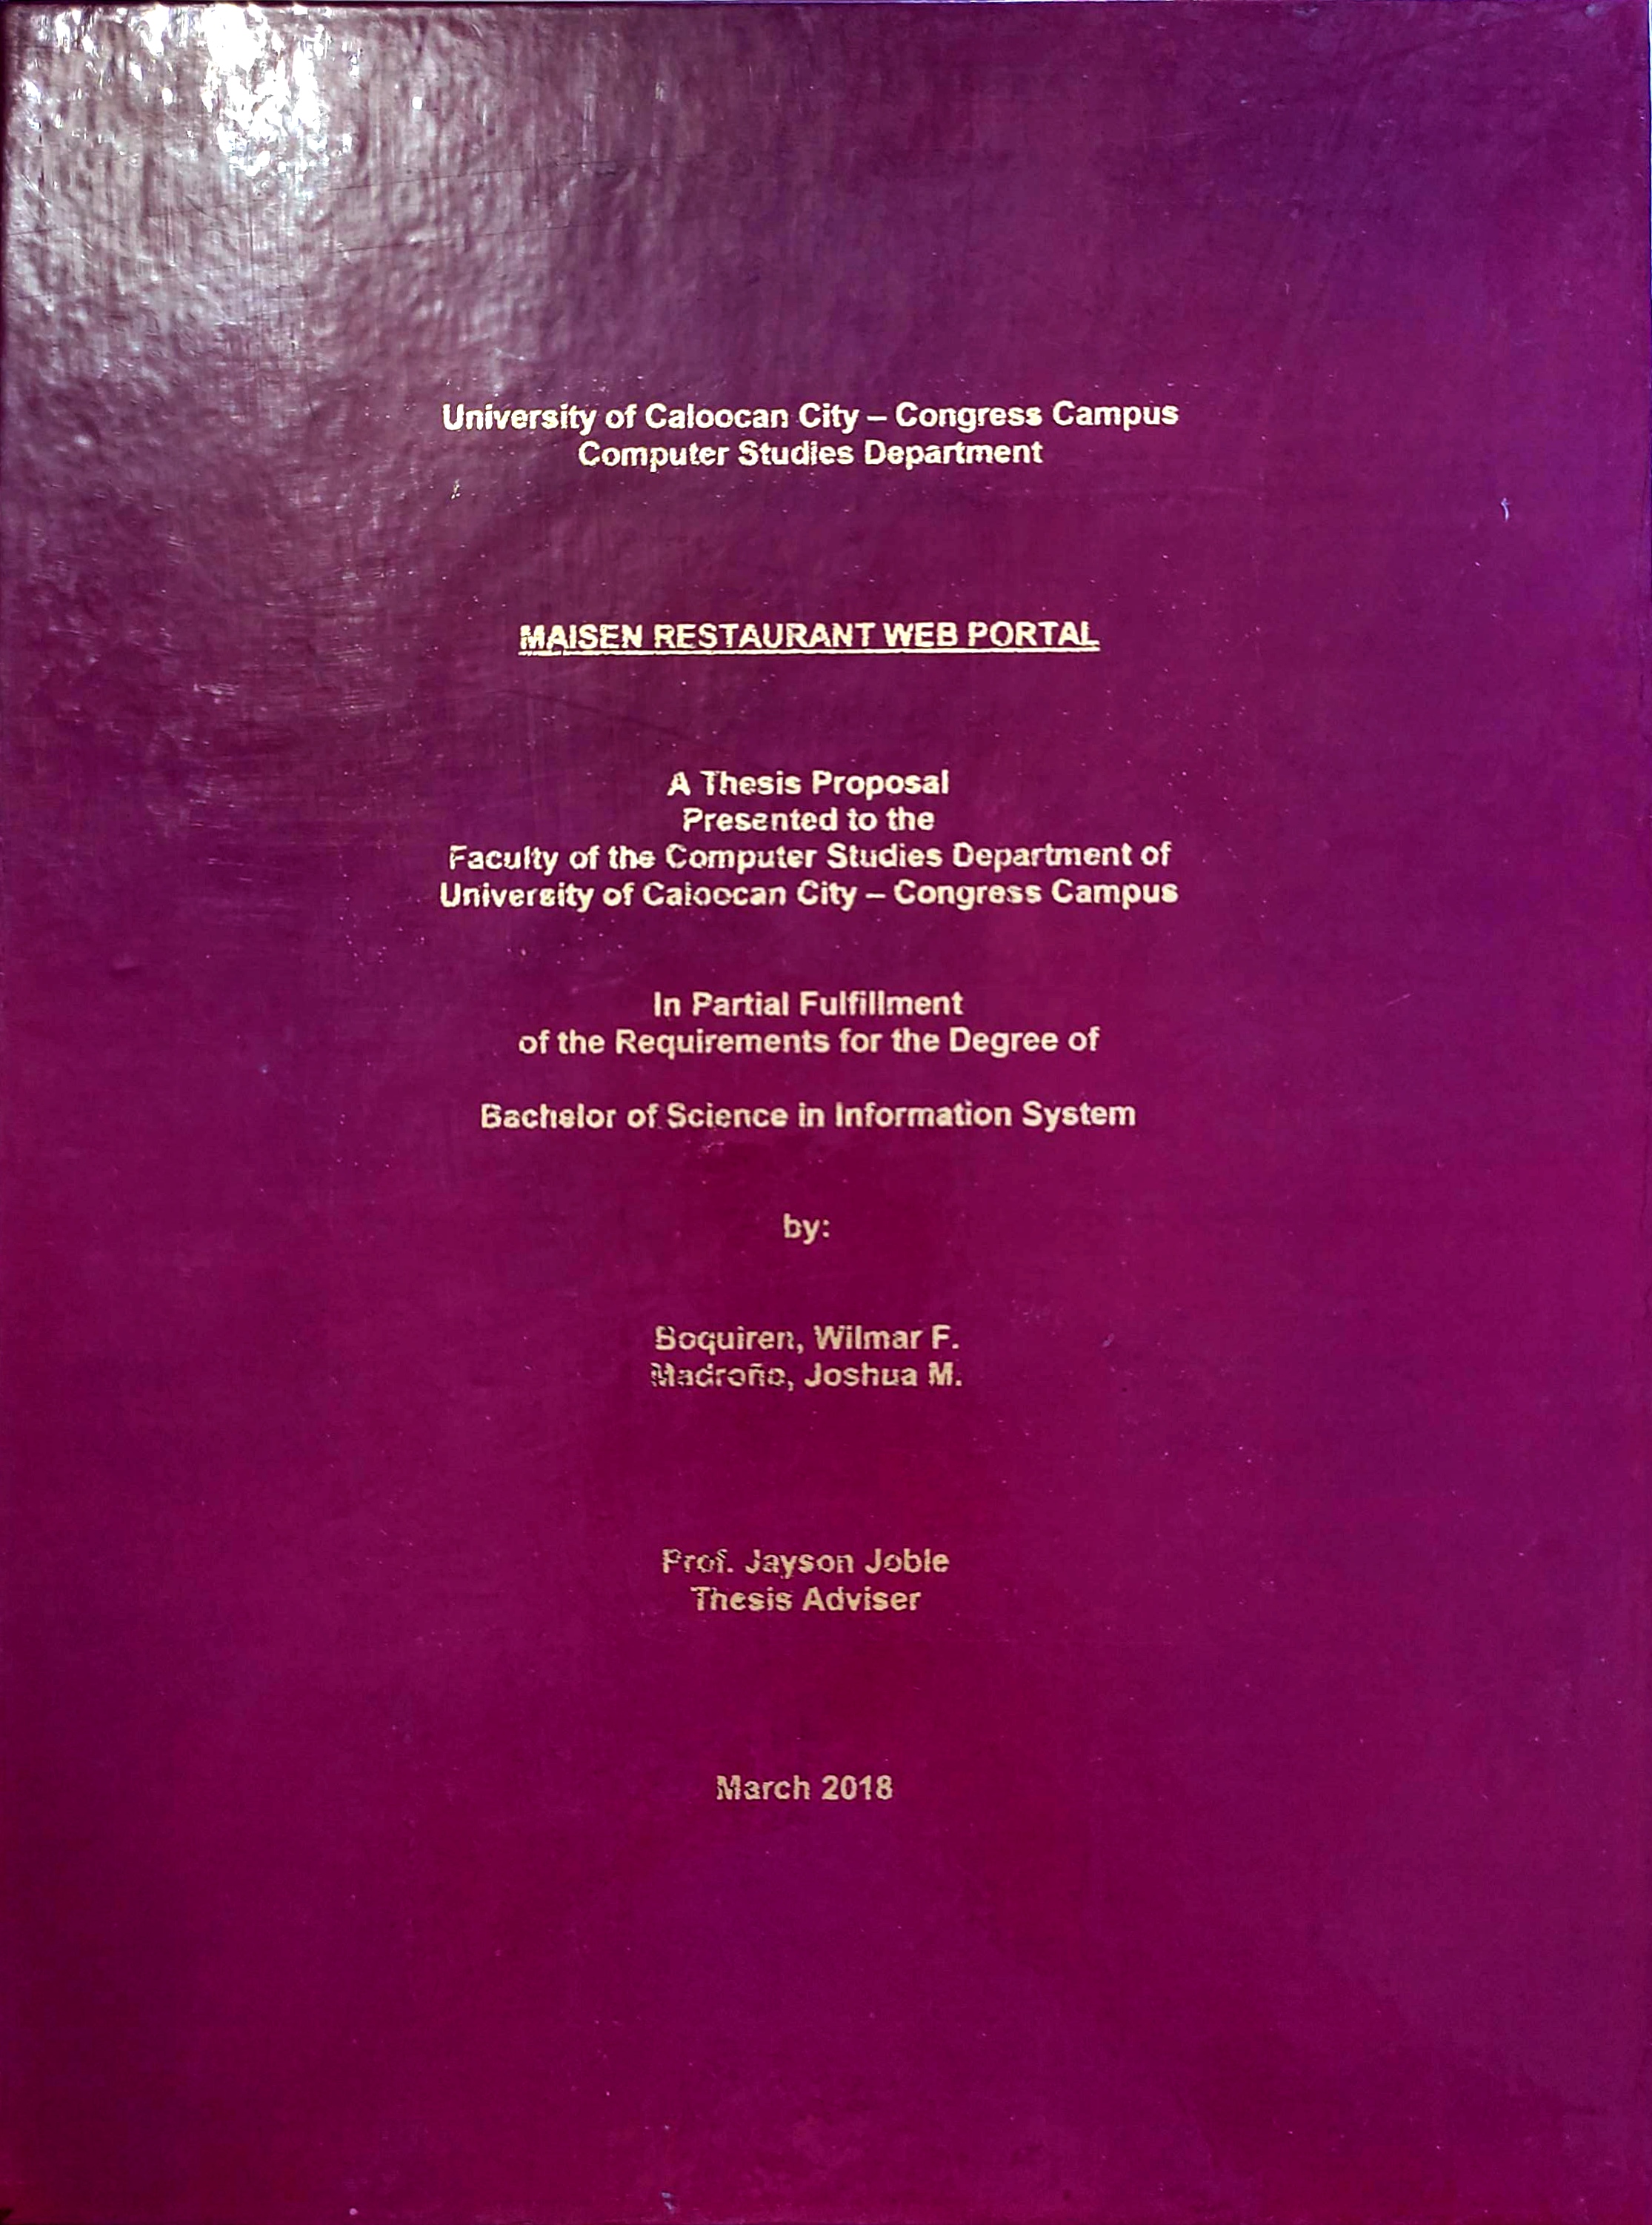 University of Caloocan City – Congress Campus
Computer Studies Department
MAISEN RESTAURANT WEB PORTAL
A Thesis Proposal
Presented to the
Faculty of the Computer Studies Department of
University of Caloocan City – Congress Campus
In Partial Fulfillment
of the Requirements for the Degree of
Bachelor of Science in Information System
by:
Boquiren, Wilmar F.
Madroño, Joshua M.
Prof. Jayson Joble
Thesis Adviser
March 2018